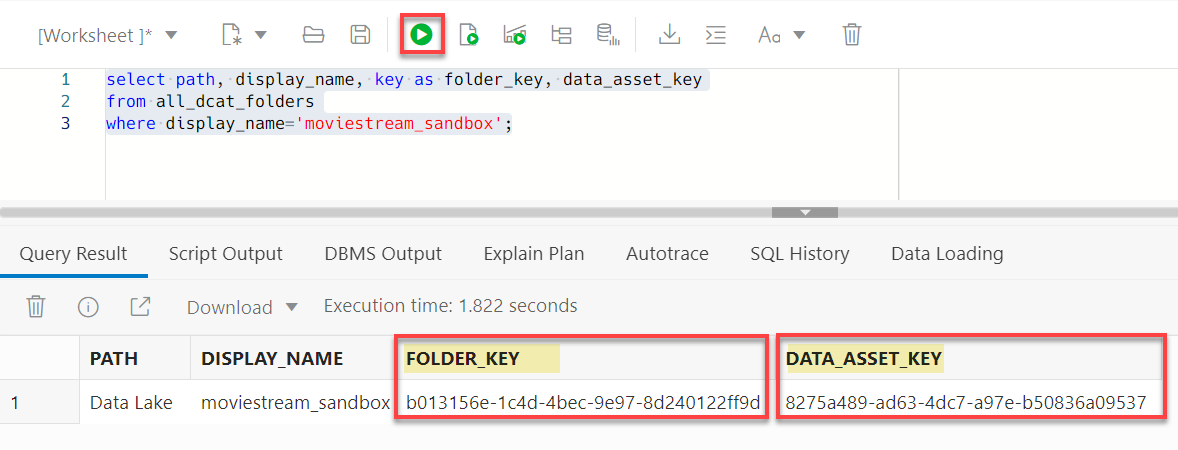 [Worksheet ]*
Aa
1 select path, display_name, key as folder_key, data_asset_key
2 from all_dcat_folders
3 where display_name='moviestream_sandbox';
Query Result Script Output DBMS Output Explain Plan Autotrace SQL History Data Loading
Download Execution time: 1.822 seconds
PATH DISPLAY_NAME FOLDER_KEY DATA_ASSET_KEY
1 Data Lake moviestream_sandbox b013156e-1c4d-4bec-9e97-8d240122ff9d 8275a489-ad63-4dc7-a97e-b50836a09537